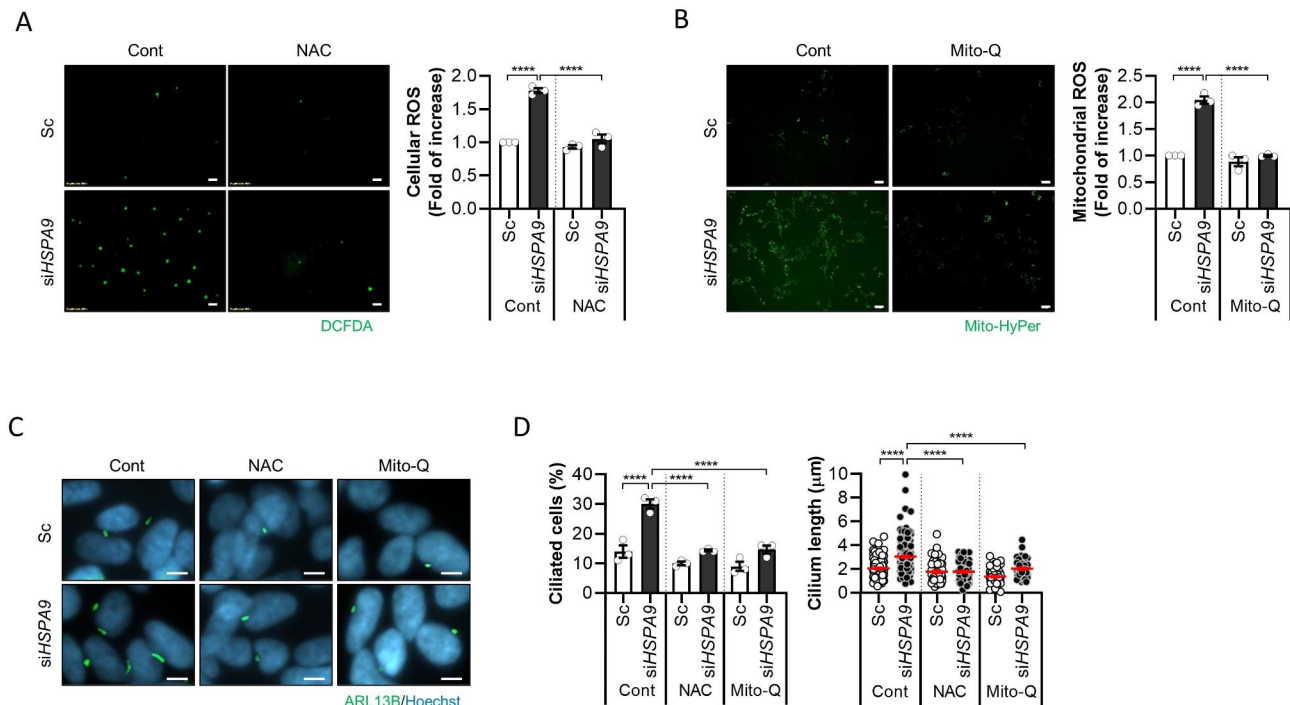 A
Cont
NAC
Sc
siHSPA9
DCFDA
Cellular ROS
(Fold of increase)
2.0
1.5
1.0
0.5
0.0
****
****
Sc
siHSPA9
Sc
siHSPA9
Cont
NAC
B
Cont
Mito-Q
Sc
siHSPA9
Mito-HyPer
Mitochondrial ROS
(Fold of increase)
2.5
2.0
1.5
1.0
0.5
0.0
****
****
Sc
siHSPA9
Sc
siHSPA9
Cont
Mito-Q
C
Cont
NAC
Mito-Q
Sc
siHSPA9
ARL13B/Hoechst
D
Ciliated cells (%)
40
30
20
10
0
****
****
****
Sc
siHSPA9
Sc
siHSPA9
Sc
siHSPA9
Cont
NAC
Mito-Q
Cilium length (μm)
10
8
6
4
2
0
****
****
****
Sc
siHSPA9
Sc
siHSPA9
Sc
siHSPA9
Cont
NAC
Mito-Q